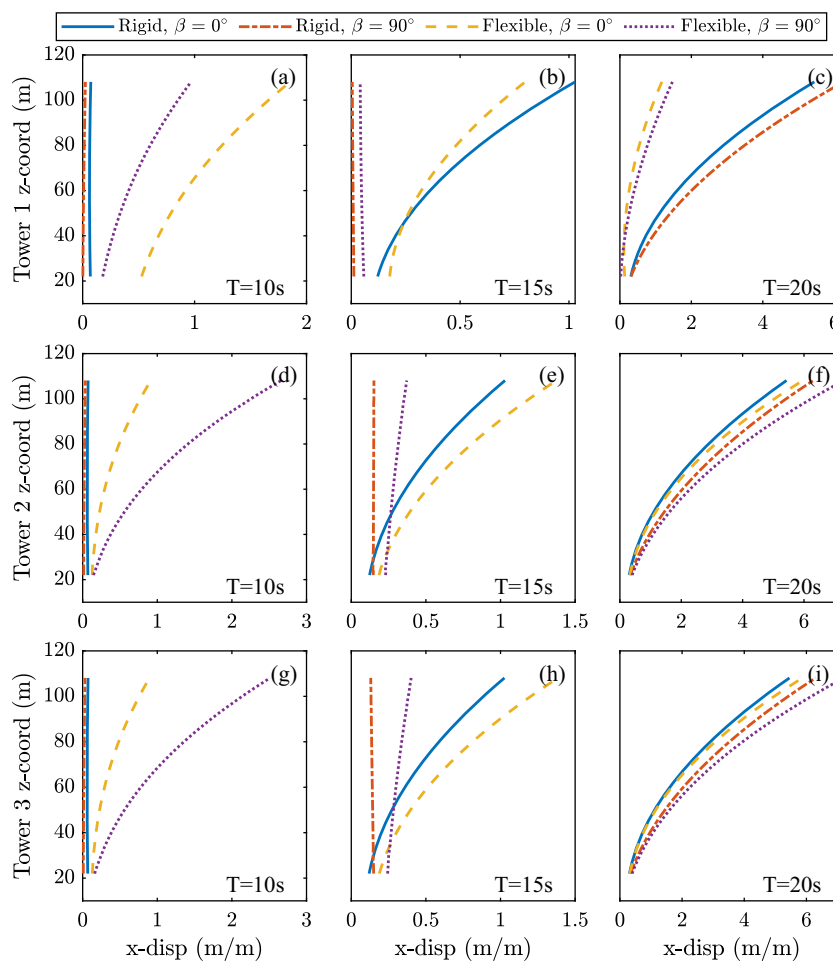 Rigid, β = 0° Rigid, β = 90° Flexible, β = 0° Flexible, β = 90°
Tower 1 z-coord (m)
120
100
80
60
40
20
(a)
T=10s
0 1 2
(b)
T=15s
0 0.5 1
(c)
T=20s
0 2 4 6
Tower 2 z-coord (m)
120
100
80
60
40
20
(d)
T=10s
0 1 2 3
(e)
T=15s
0 0.5 1 1.5
(f)
T=20s
0 2 4 6
Tower 3 z-coord (m)
120
100
80
60
40
20
(g)
T=10s
0 1 2 3
x-disp (m/m)
(h)
T=15s
0 0.5 1 1.5
x-disp (m/m)
(i)
T=20s
0 2 4 6
x-disp (m/m)